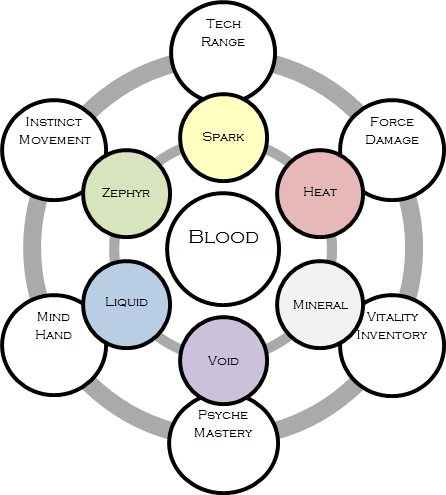 Tech
Range
Instinct
Movement
Force
Damage
Spark
Zephyr
Heat
Blood
Liquid
Mineral
Mind
Hand
Vitality
Inventory
Void
Psyche
Mastery